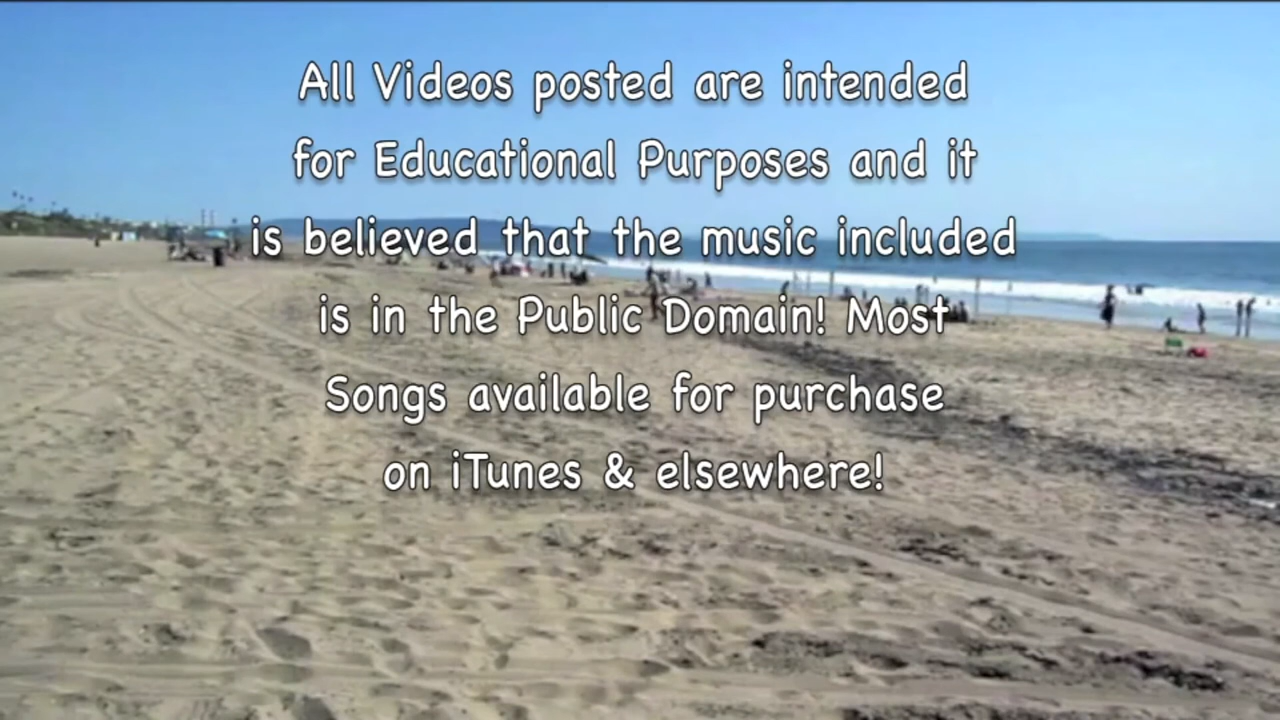 All Videos posted are intended
for Educational Purposes and it
is believed that the music included
is in the Public Domain! Most
Songs available for purchase
on iTunes & elsewhere!